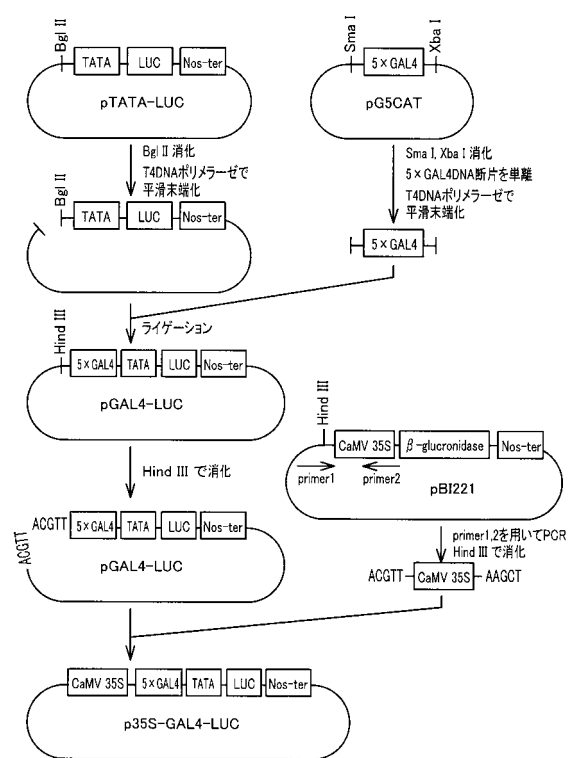 Bgl II
TATA
LUC
Nos-ter
pTATA-LUC
Sma I
Xba I
5×GAL4
pG5CAT
Bgl II 消化
T4DNAポリメラーゼで
平滑末端化
Sma I, Xba I 消化
5×GAL4DNA断片を単離
T4DNAポリメラーゼで
平滑末端化
Bgl II
TATA
LUC
Nos-ter
5×GAL4
ライゲーション
Hind III
5×GAL4
TATA
LUC
Nos-ter
pGAL4-LUC
Hind III
CaMV 35S
β-glucronidase
Nos-ter
primer1
primer2
pBI221
Hind III で消化
primer1,2を用いてPCR
Hind III で消化
ACGTT
5×GAL4
TATA
LUC
Nos-ter
ACGTT
pGAL4-LUC
ACGTT
CaMV 35S
AAGCT
CaMV 35S
5×GAL4
TATA
LUC
Nos-ter
p35S-GAL4-LUC